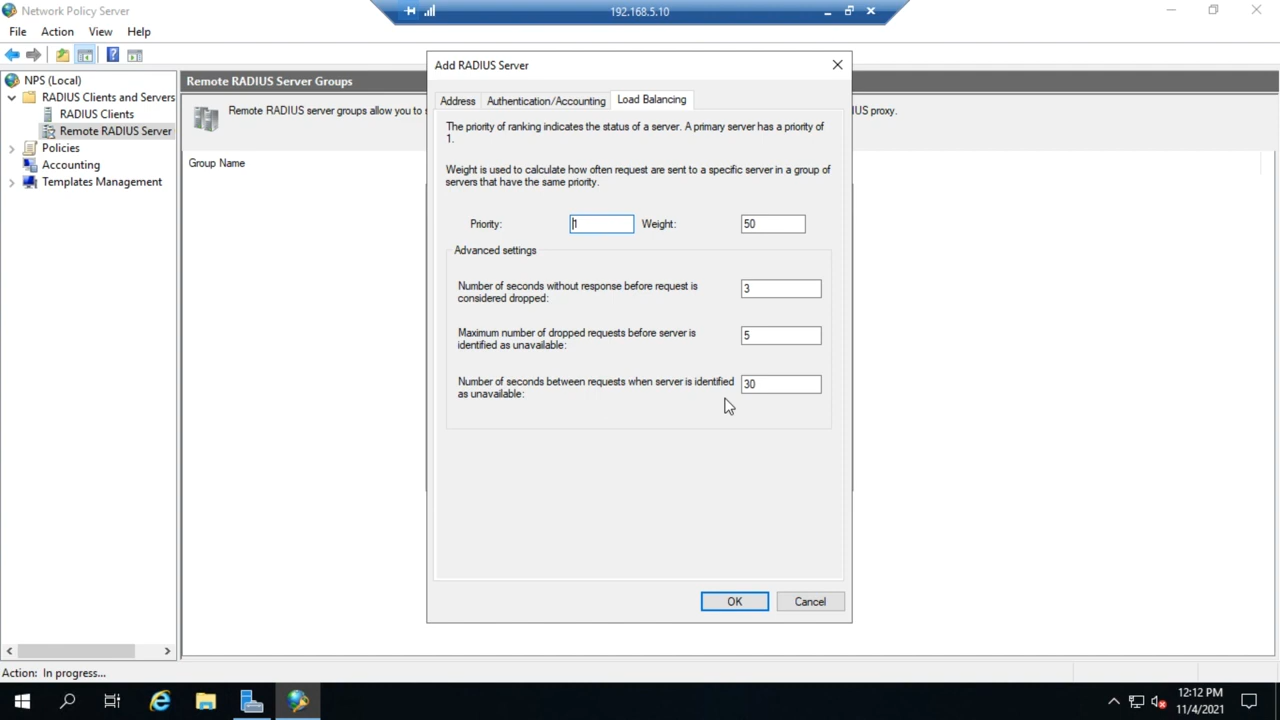 Network Policy Server
192.168.5.10
File Action View Help
NPS (Local)
RADIUS Clients and Servers
RADIUS Clients
Remote RADIUS Server
Policies
Accounting
Templates Management
Remote RADIUS Server Groups
Remote RADIUS server groups allow you to s
US proxy.
Group Name
Add RADIUS Server
Address Authentication/Accounting Load Balancing
The priority of ranking indicates the status of a server. A primary server has a priority of
1.
Weight is used to calculate how often request are sent to a specific server in a group of
servers that have the same priority.
Priority: 1 Weight: 50
Advanced settings
Number of seconds without response before request is
considered dropped:
3
Maximum number of dropped requests before server is
identified as unavailable:
5
Number of seconds between requests when server is identified
as unavailable:
30
OK Cancel
Action: In progress...
12:12 PM
11/4/2021